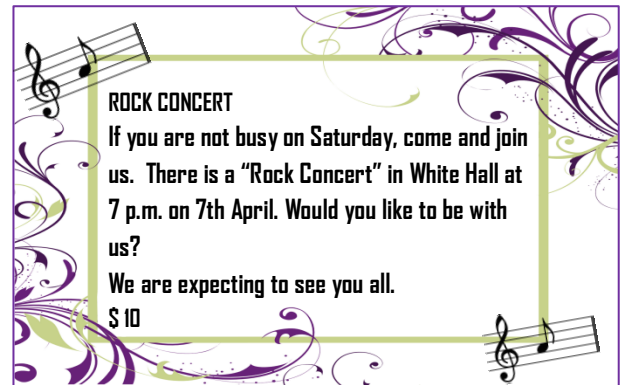 ROCK CONCERT
If you are not busy on Saturday, come and join
us. There is a “Rock Concert” in White Hall at
7 p.m. on 7th April. Would you like to be with
us?
We are expecting to see you all.
$ 10